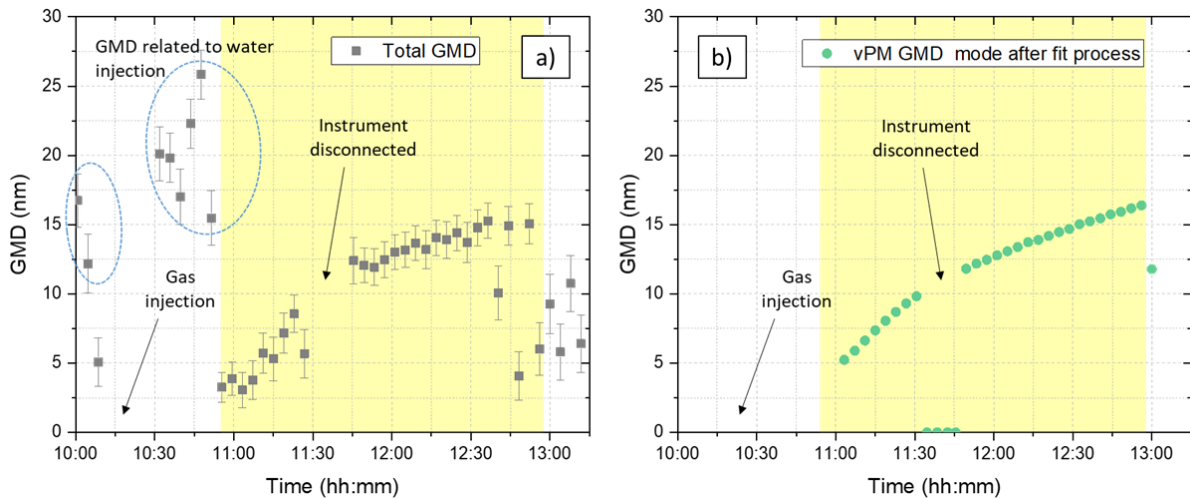 30
25
20
15
10
5
0
GMD (nm)
GMD related to water
injection
Total GMD
a)
Instrument
disconnected
Gas
injection
10:00
10:30
11:00
11:30
12:00
12:30
13:00
Time (hh:mm)
30
25
20
15
10
5
0
GMD (nm)
vPM GMD mode after fit process
b)
Instrument
disconnected
Gas
injection
10:00
10:30
11:00
11:30
12:00
12:30
13:00
Time (hh:mm)